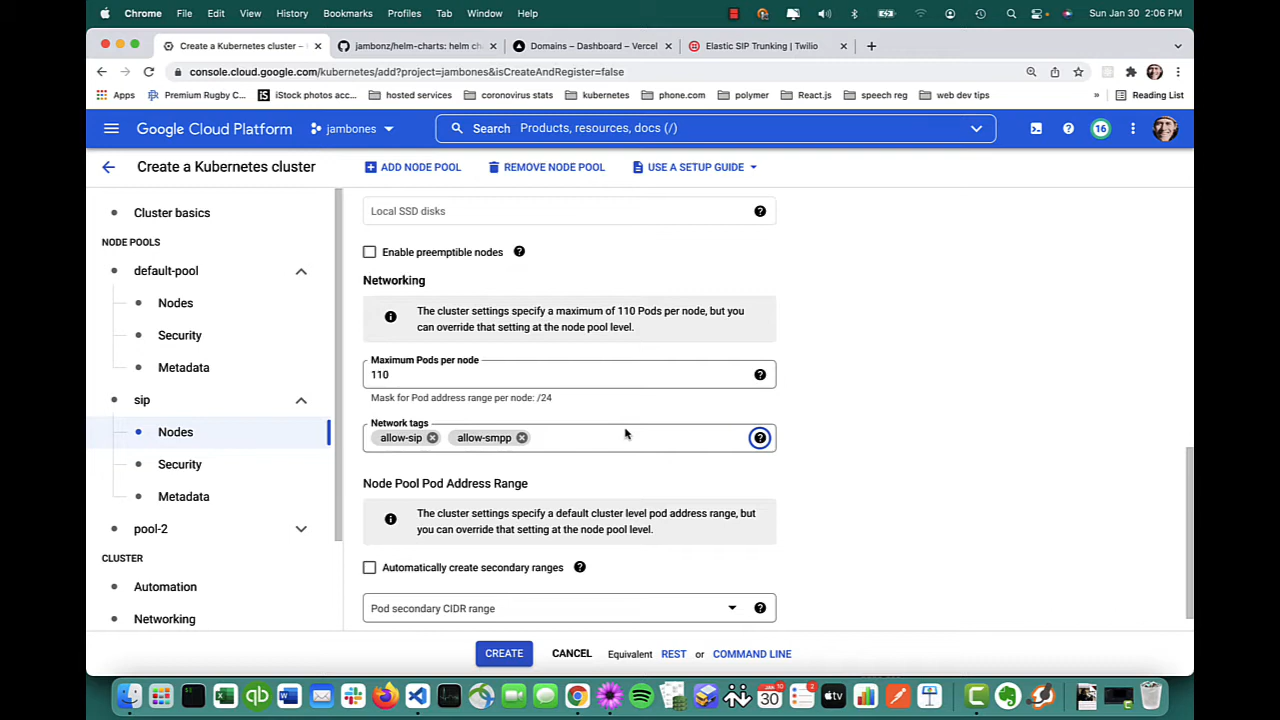 Chrome File Edit View History Bookmarks Profiles Tab Window Help Sun Jan 30 2:06 PM
Create a Kubernetes cluster – jambonz/helm-charts: helm ch Domains – Dashboard – Vercel Elastic SIP Trunking | Twilio
console.cloud.google.com/kubernetes/add?project=jambones&isCreateAndRegister=false
Apps Premium Rugby C... iStock photos acc... hosted services coronovirus stats kubernetes phone.com polymer React.js speech reg web dev tips » Reading List
Google Cloud Platform jambones Search Products, resources, docs (/) 16
Create a Kubernetes cluster ADD NODE POOL REMOVE NODE POOL USE A SETUP GUIDE
Cluster basics
NODE POOLS
default-pool
Nodes
Security
Metadata
sip
Nodes
Security
Metadata
pool-2
CLUSTER
Automation
Networking
Local SSD disks
Enable preemptible nodes
Networking
The cluster settings specify a maximum of 110 Pods per node, but you
can override that setting at the node pool level.
Maximum Pods per node
110
Mask for Pod address range per node: /24
Network tags
allow-sip allow-smpp
Node Pool Pod Address Range
The cluster settings specify a default cluster level pod address range, but
you can override that setting at the node pool level.
Automatically create secondary ranges
Pod secondary CIDR range
CREATE CANCEL Equivalent REST or COMMAND LINE